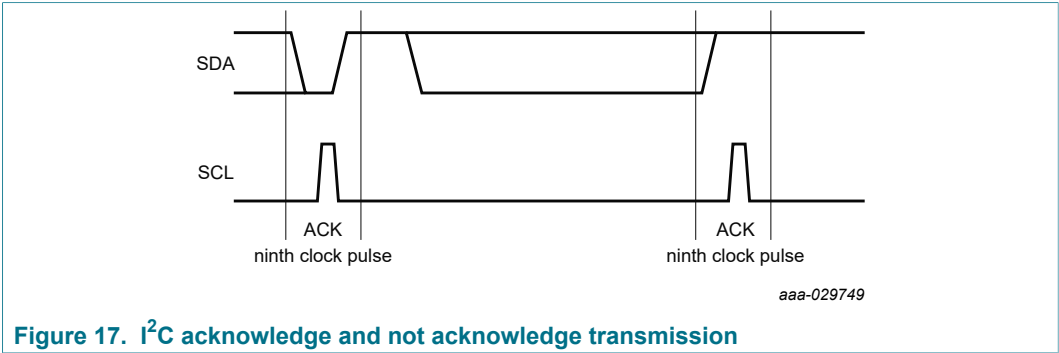 SDA
SCL
ACK
ninth clock pulse
ACK
ninth clock pulse
aaa-029749
Figure 17. I²C acknowledge and not acknowledge transmission